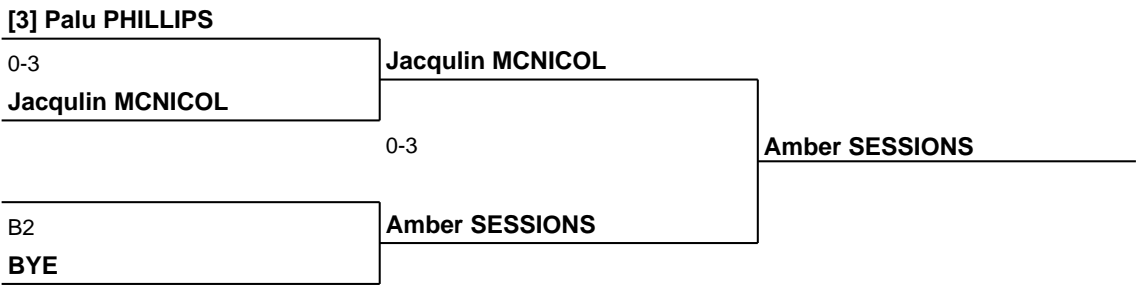 [3] Palu PHILLIPS
0-3
Jacqulin MCNICOL
Jacqulin MCNICOL
0-3
Amber SESSIONS
B2
Amber SESSIONS
BYE